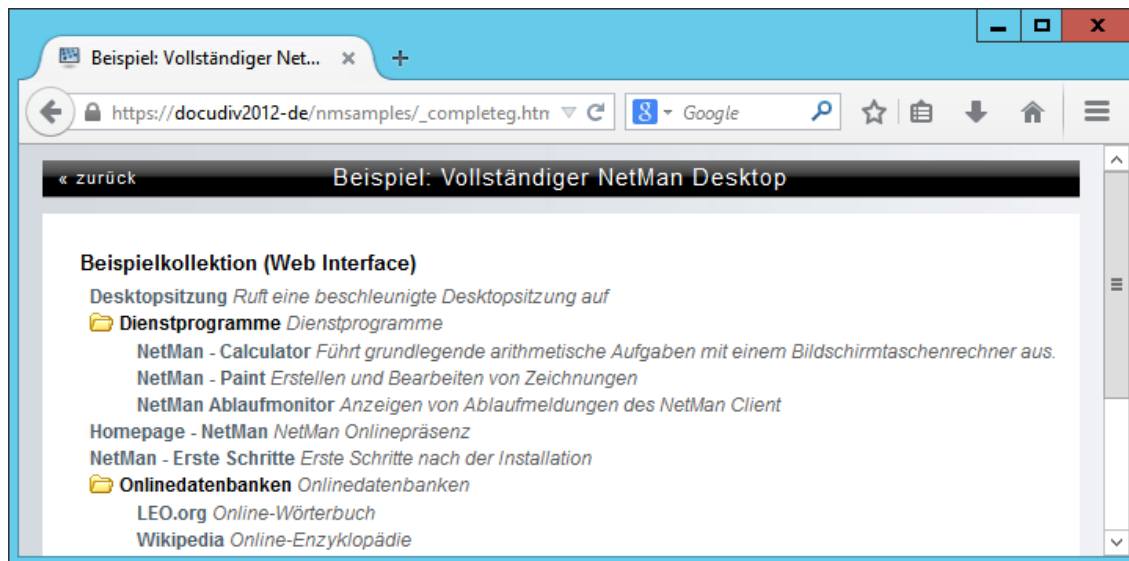 Beispiel: Vollständiger Net...
https://docudiv2012-de/nmsamples/_completeg.htn
8 Google
« zurück
Beispiel: Vollständiger NetMan Desktop
Beispielkollektion (Web Interface)
Desktopsitzung Ruft eine beschleunigte Desktopsitzung auf
Dienstprogramme Dienstprogramme
NetMan - Calculator Führt grundlegende arithmetische Aufgaben mit einem Bildschirmtaschenrechner aus.
NetMan - Paint Erstellen und Bearbeiten von Zeichnungen
NetMan Ablaufmonitor Anzeigen von Ablaufmeldungen des NetMan Client
Homepage - NetMan NetMan Onlinepräsenz
NetMan - Erste Schritte Erste Schritte nach der Installation
Onlinedatenbanken Onlinedatenbanken
LEO.org Online-Wörterbuch
Wikipedia Online-Enzyklopädie